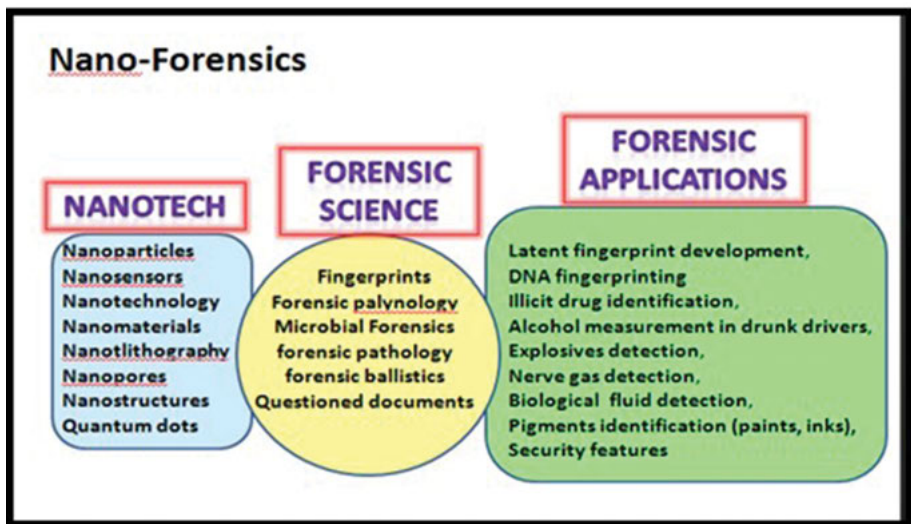 Nano-Forensics
NANOTECH
Nanoparticles
Nanosensors
Nanotechnology
Nanomaterials
Nanotlithography
Nanopores
Nanostructures
Quantum dots
FORENSIC
SCIENCE
Fingerprints
Forensic palynology
Microbial Forensics
forensic pathology
forensic ballistics
Questioned documents
FORENSIC
APPLICATIONS
Latent fingerprint development,
DNA fingerprinting
Illicit drug identification,
Alcohol measurement in drunk drivers,
Explosives detection,
Nerve gas detection,
Biological fluid detection,
Pigments identification (paints, inks),
Security features